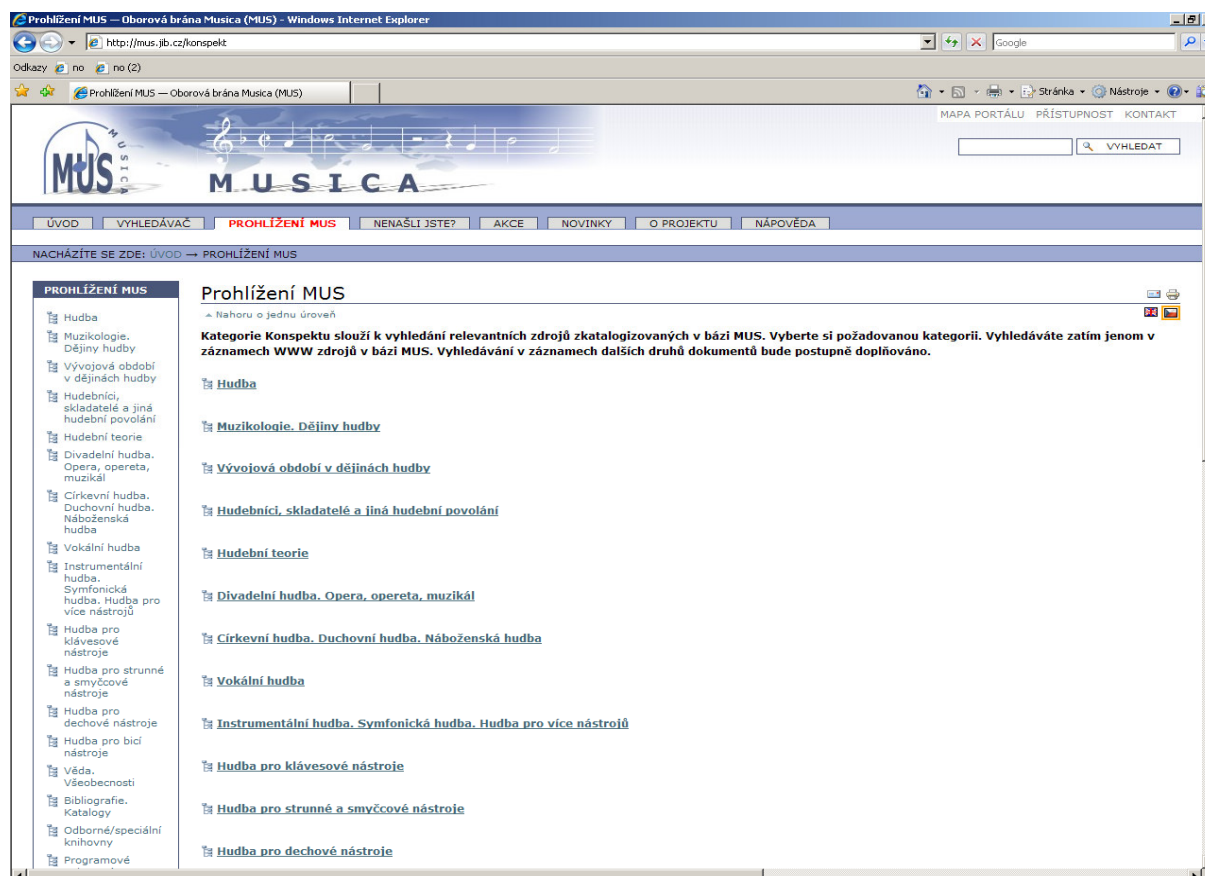 Prohlížení MUS — Oborová brána Musica (MUS) - Windows Internet Explorer
http://mus.jib.cz/konspekt
Google
Odkazy no no (2)
Prohlížení MUS — Oborová brána Musica (MUS)
Stránka Nástroje
MAPA PORTÁLU PŘÍSTUPNOST KONTAKT
VYHLEDAT
MUS
MUSICA
MUSICA
ÚVOD VYHLEDÁVAČ PROHLÍŽENÍ MUS NENAŠLI JSTE? AKCE NOVINKY O PROJEKTU NÁPOVĚDA
NACHÁZÍTE SE ZDE: ÚVOD → PROHLÍŽENÍ MUS
PROHLÍŽENÍ MUS
Hudba
Muzikologie.
Dějiny hudby
Vývojová období
v dějinách hudby
Hudebníci,
skladatelé a jiná
hudební povolání
Hudební teorie
Divadelní hudba.
Opera, opereta,
muzikál
Církevní hudba.
Duchovní hudba.
Náboženská
hudba
Vokální hudba
Instrumentální
hudba.
Symfonická
hudba. Hudba pro
více nástrojů
Hudba pro
klávesové
nástroje
Hudba pro strunné
a smyčcové
nástroje
Hudba pro
dechové nástroje
Hudba pro bicí
nástroje
Věda.
Všeobecnosti
Bibliografie.
Katalogy
Odborné/speciální
knihovny
Programové
Prohlížení MUS
Nahoru o jednu úroveň
Kategorie Konspektu slouží k vyhledání relevantních zdrojů zkatalogizovaných v bázi MUS. Vyberte si požadovanou kategorii. Vyhledáváte zatím jenom v
záznamech WWW zdrojů v bázi MUS. Vyhledávání v záznamech dalších druhů dokumentů bude postupně doplňováno.
Hudba
Muzikologie. Dějiny hudby
Vývojová období v dějinách hudby
Hudebníci, skladatelé a jiná hudební povolání
Hudební teorie
Divadelní hudba. Opera, opereta, muzikál
Církevní hudba. Duchovní hudba. Náboženská hudba
Vokální hudba
Instrumentální hudba. Symfonická hudba. Hudba pro více nástrojů
Hudba pro klávesové nástroje
Hudba pro strunné a smyčcové nástroje
Hudba pro dechové nástroje